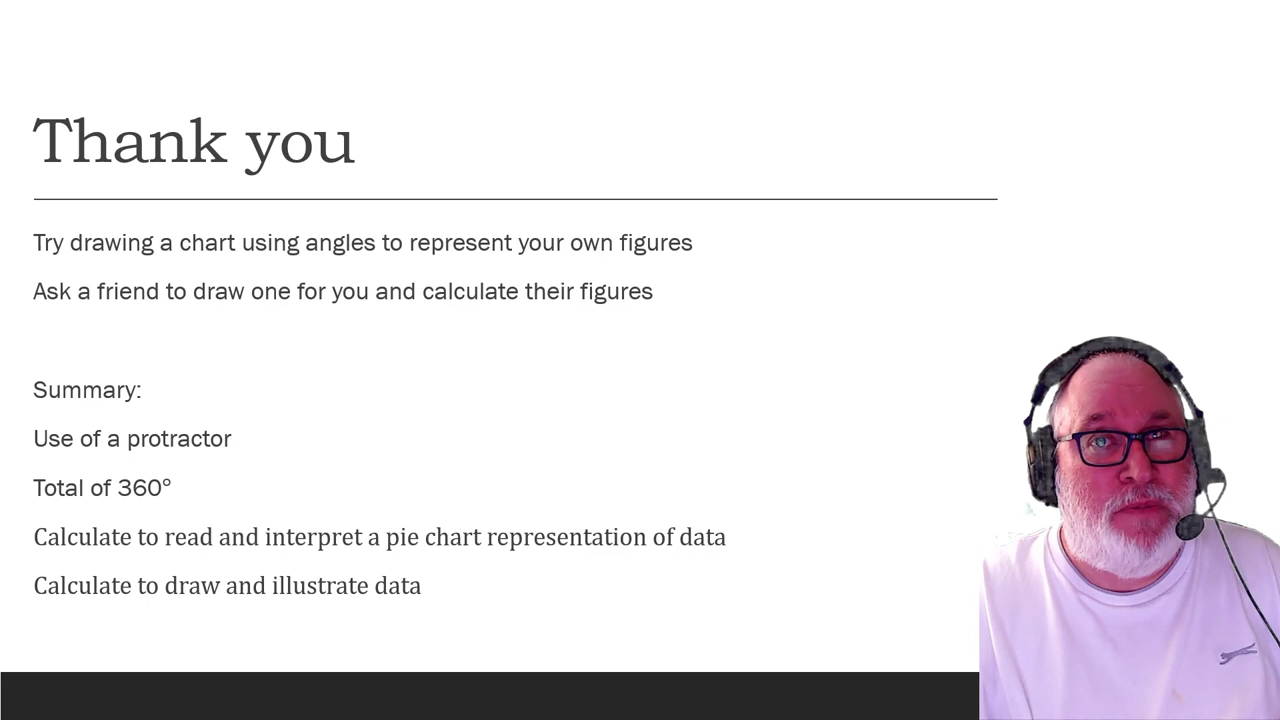 Thank you
Try drawing a chart using angles to represent your own figures
Ask a friend to draw one for you and calculate their figures
Summary:
Use of a protractor
Total of 360°
Calculate to read and interpret a pie chart representation of data
Calculate to draw and illustrate data